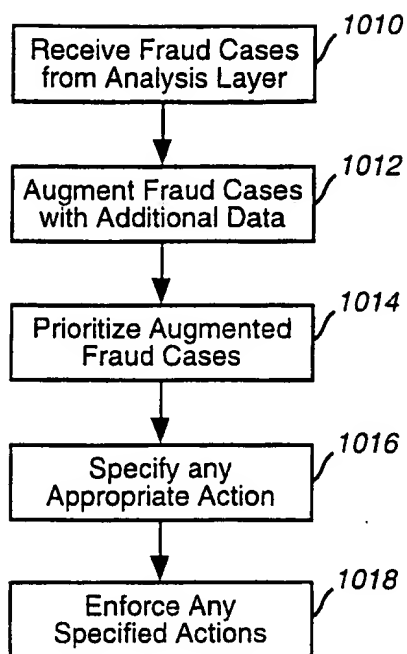 1010
Receive Fraud Cases
from Analysis Layer
1012
Augment Fraud Cases
with Additional Data
1014
Prioritize Augmented
Fraud Cases
1016
Specify any
Appropriate Action
1018
Enforce Any
Specified Actions